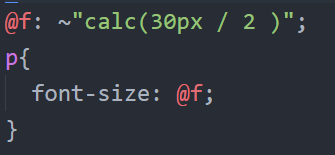 @f: ~"calc(30px / 2 )";
p{
  font-size: @f;
}